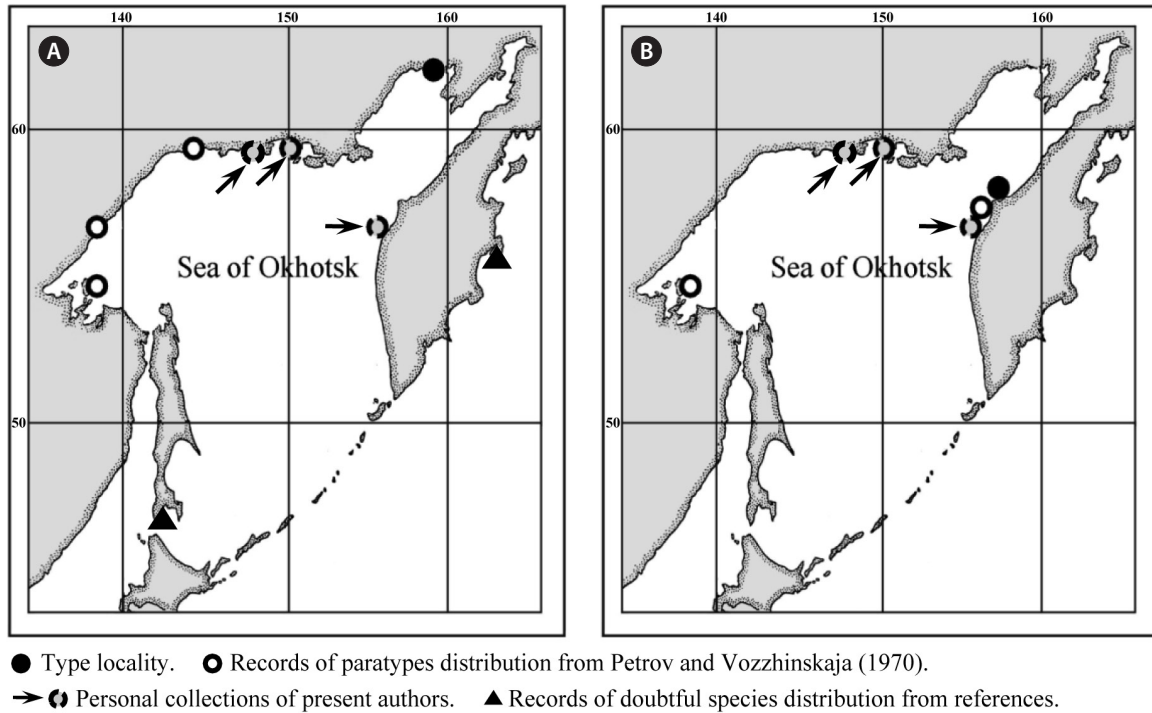 140 150 160
A
60
Sea of Okhotsk
50
140 150 160
B
60
Sea of Okhotsk
50
Type locality. Records of paratypes distribution from Petrov and Vozzhinskaja (1970).
Personal collections of present authors. Records of doubtful species distribution from references.